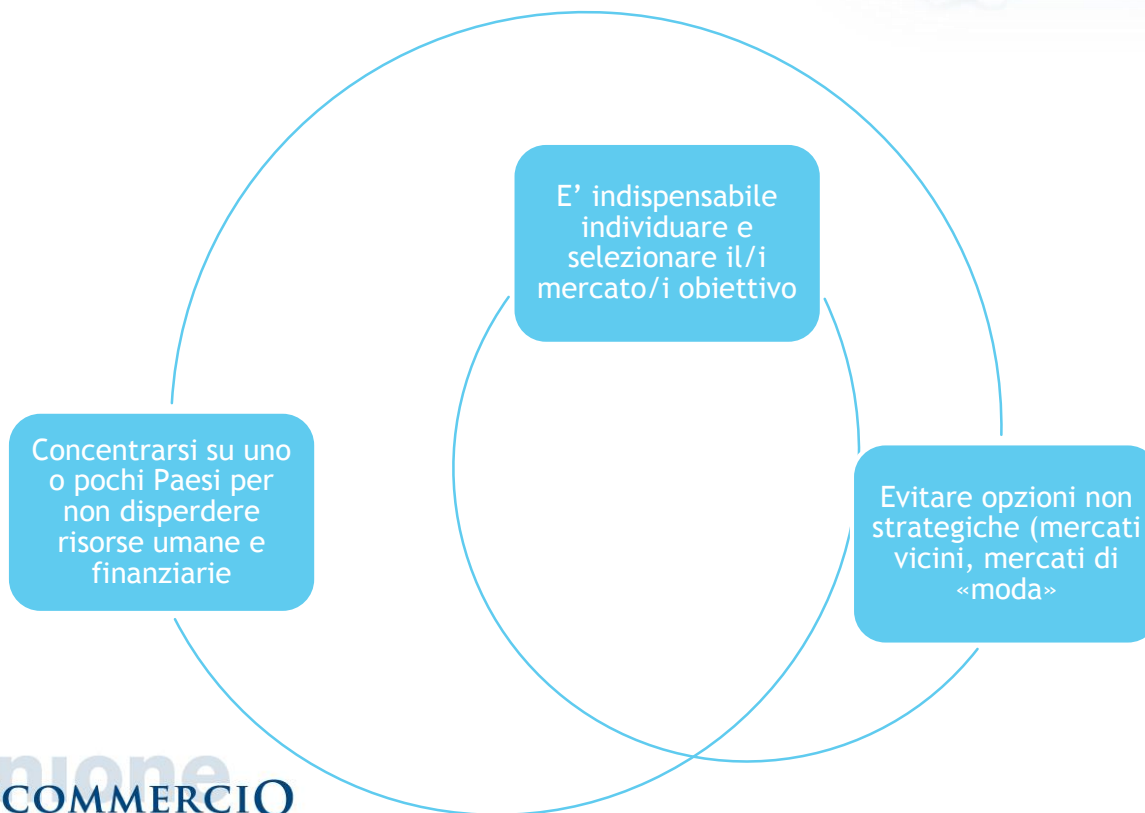 E’ indispensabile
individuare e
selezionare il/i
mercato/i obiettivo
Concentrarsi su uno
o pochi Paesi per
non disperdere
risorse umane e
finanziarie
Evitare opzioni non
strategiche (mercati
vicini, mercati di
«moda»
nione
COMMERCIO